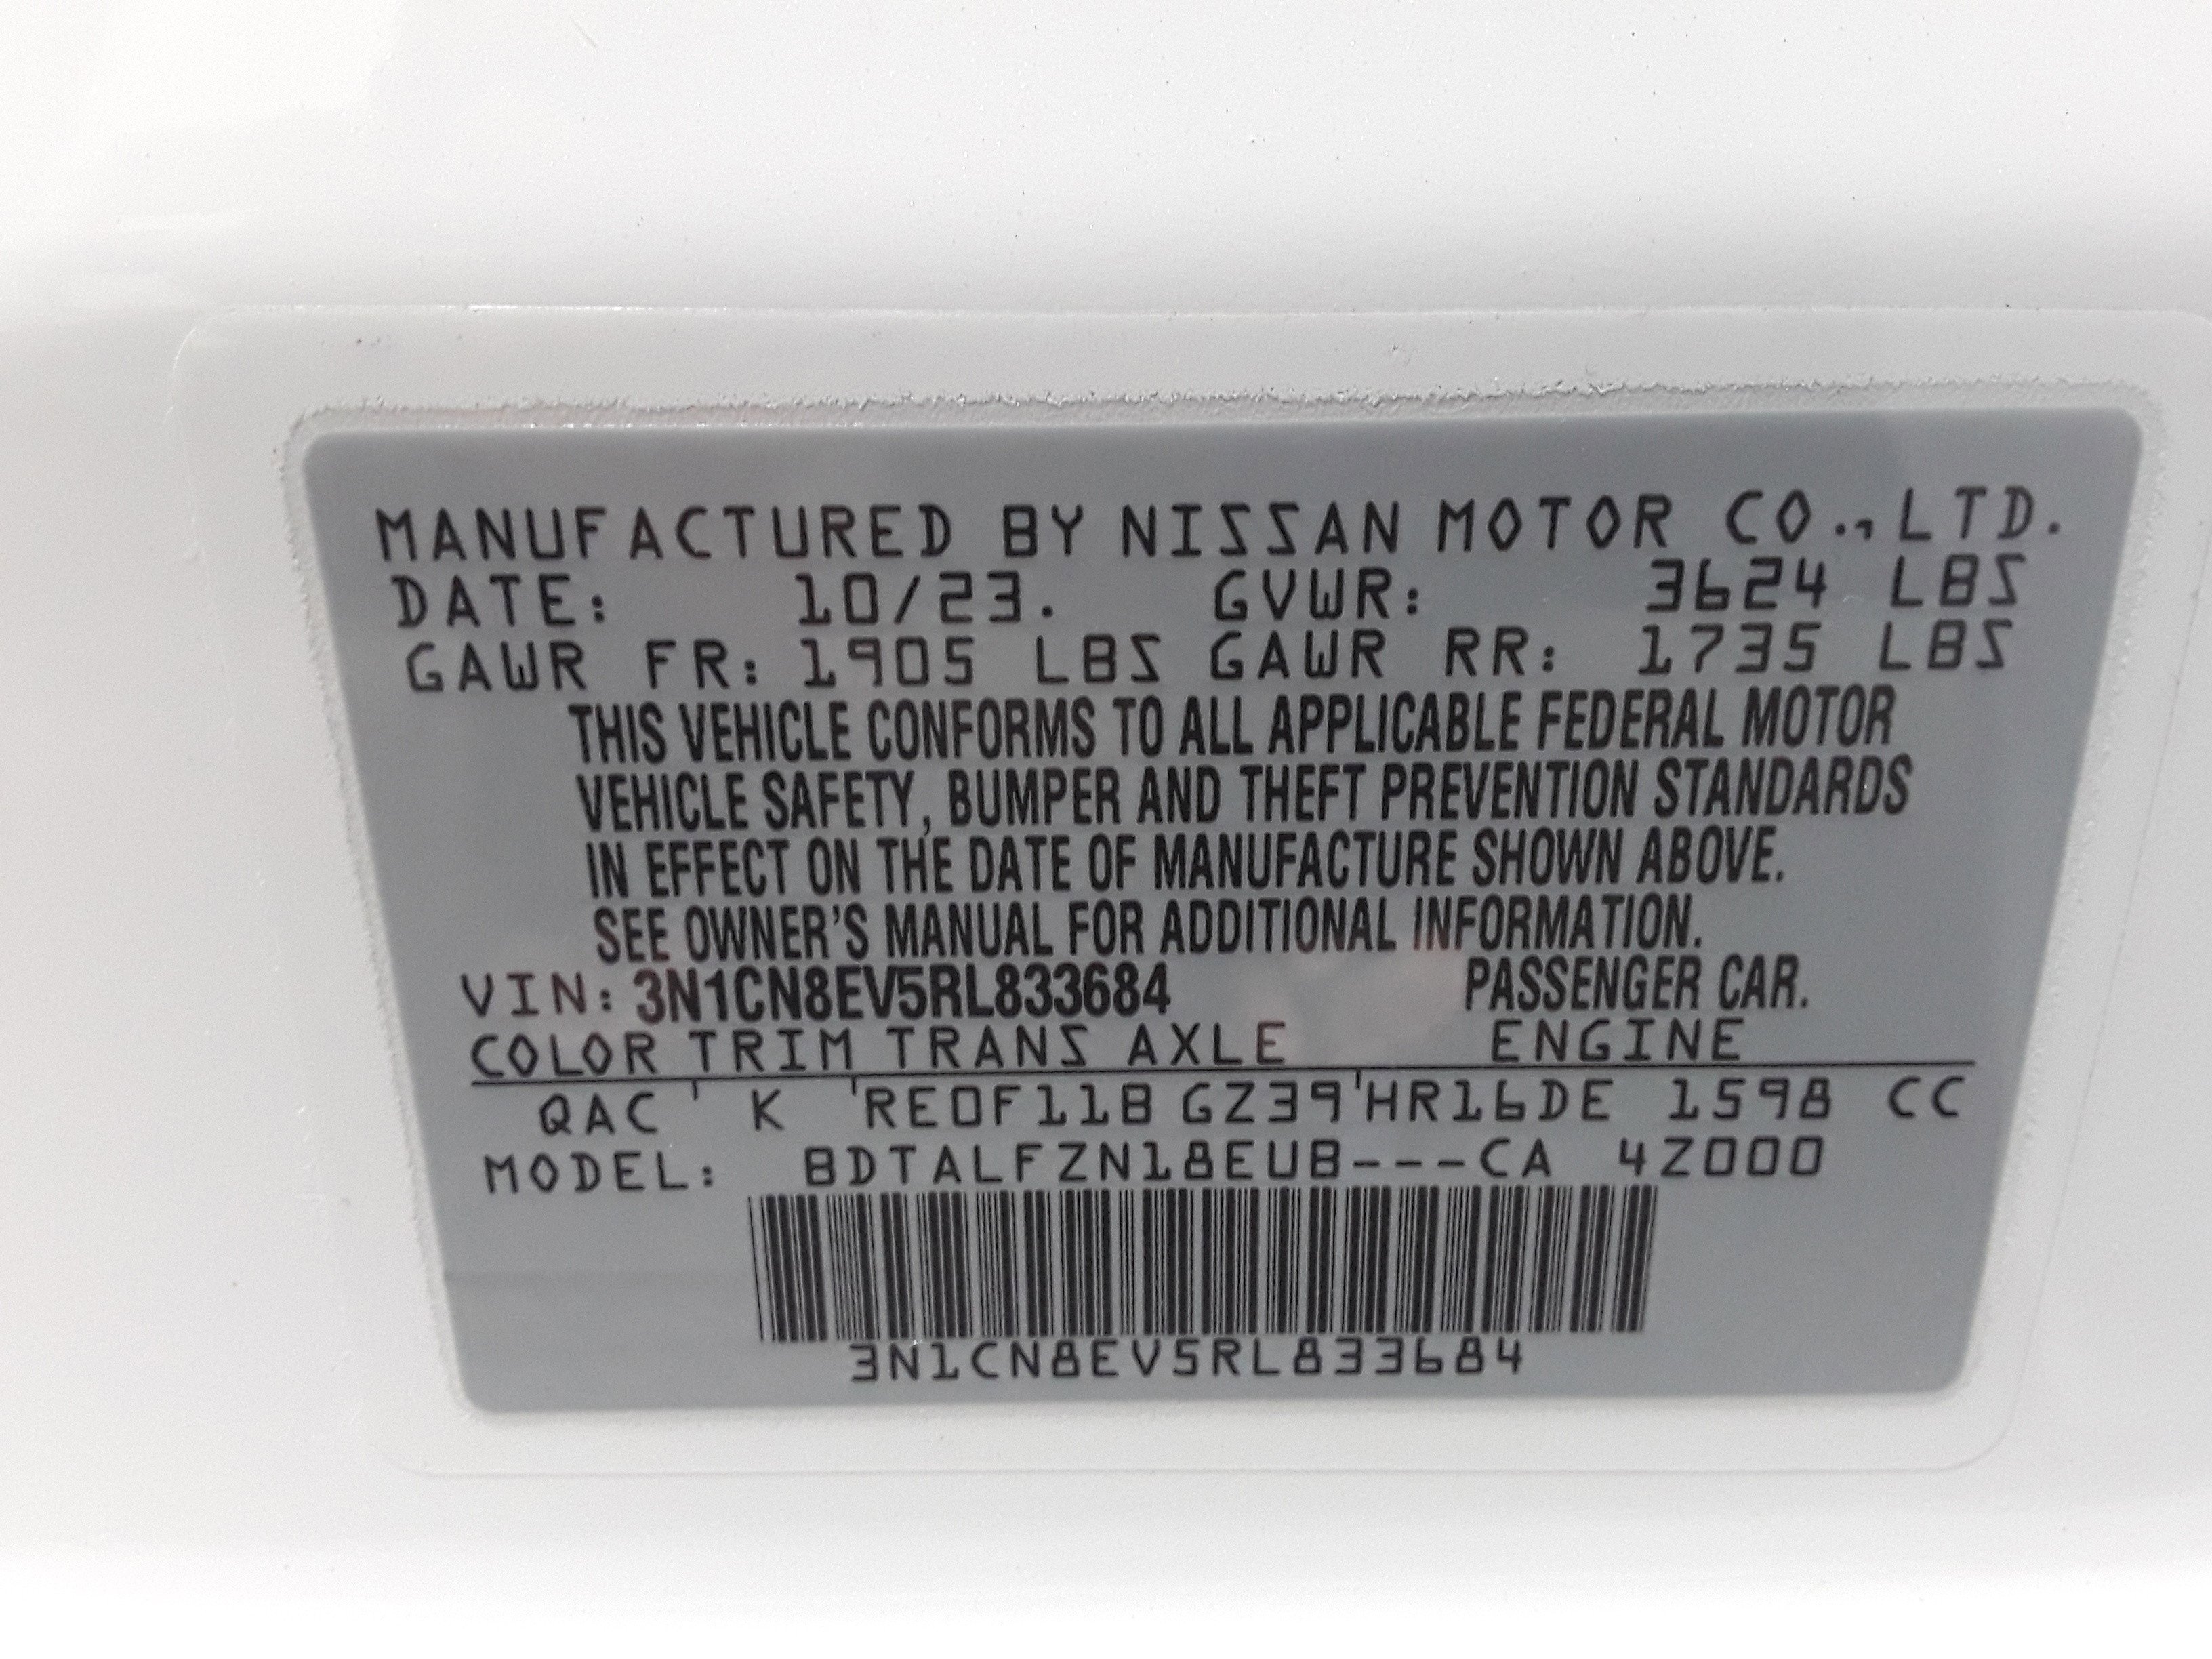 MANUFACTURED BY NISSAN MOTOR CO., LTD.
DATE: 10/23. GVWR: 3624 LBS
GAWR FR: 1905 LBS GAWR RR: 1735 LBS
THIS VEHICLE CONFORMS TO ALL APPLICABLE FEDERAL MOTOR
VEHICLE SAFETY, BUMPER AND THEFT PREVENTION STANDARDS
IN EFFECT ON THE DATE OF MANUFACTURE SHOWN ABOVE.
SEE OWNER'S MANUAL FOR ADDITIONAL INFORMATION.
VIN: 3N1CN8EV5RL833684 PASSENGER CAR.
COLOR TRIM TRANS AXLE ENGINE
QAC K RE0F11B GZ39 HR16DE 1598 CC
MODEL: BDTALFZN18EUB---CA 4Z000
3N1CN8EV5RL833684